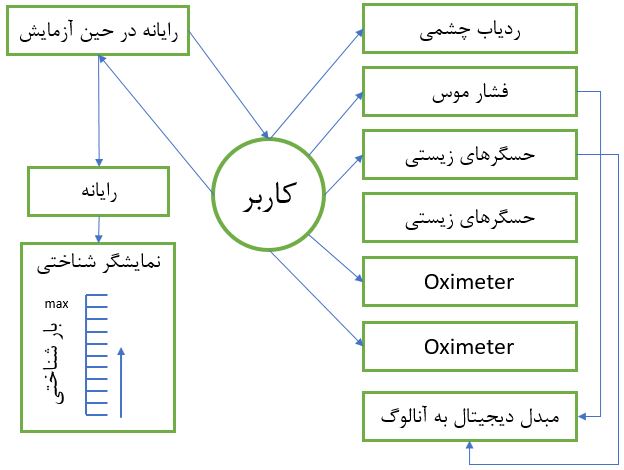 رایانه در حین آزمایش
ردیاب چشمی
فشار موس
حسگرهای زیستی
کاربر
رایانه
حسگرهای زیستی
نمایشگر شناختی
Oximeter
max
بار شناختی
Oximeter
مبدل دیجیتال به آنالوگ